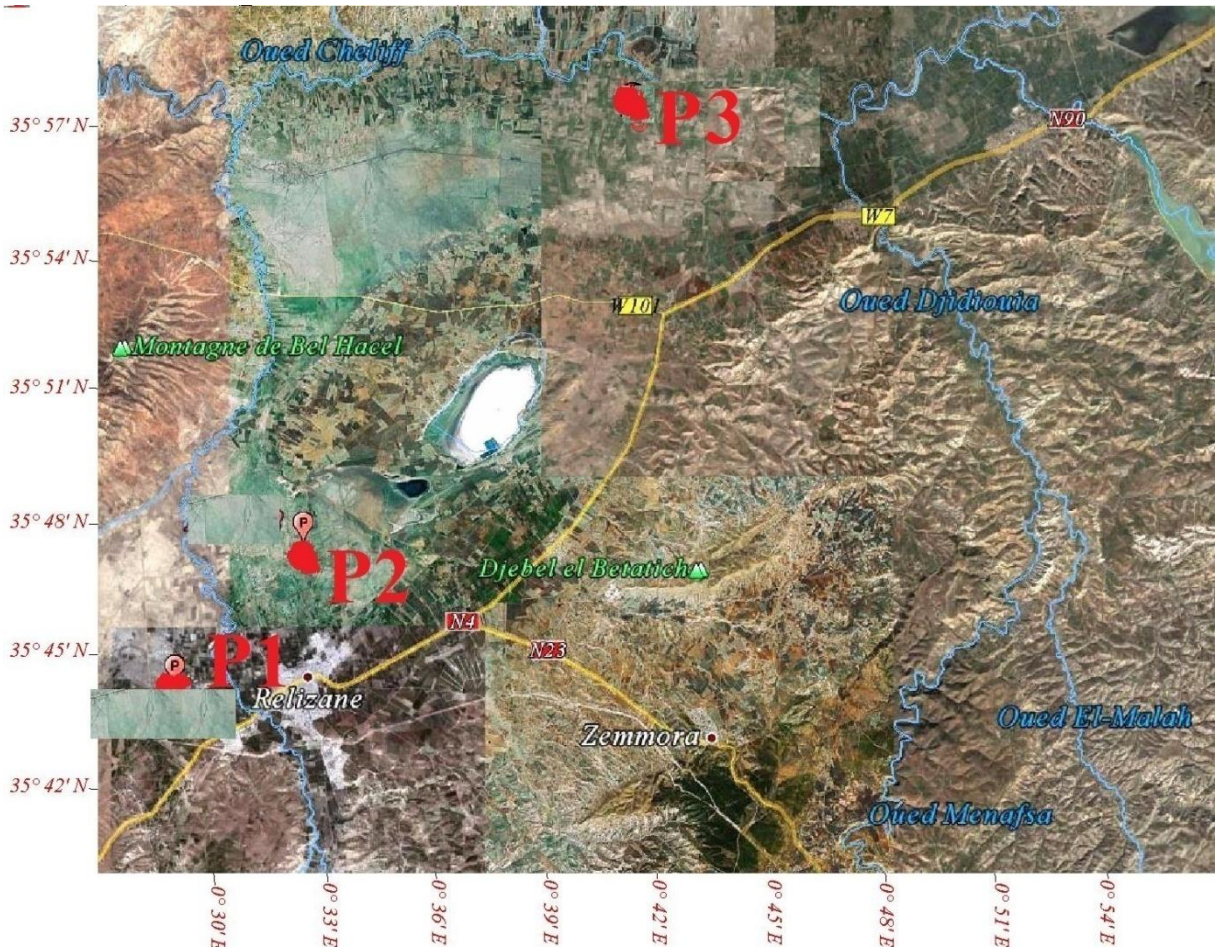 Oued Cheliff
P3
35° 57' N
N90
W7
35° 54' N
Oued Djidiouia
W101
Montagne de Bel Hacel
35° 51' N
35° 48' N
P
P2
Djebel el Betatich
N4
35° 45' N
N23
P
P1
Relizane
Oued El-Malah
Zemmora
35° 42' N
Oued Menafsa
0° 30' E
0° 33' E
0° 36' E
0° 39' E
0° 42' E
0° 45' E
0° 48' E
0° 51' E
0° 54' E